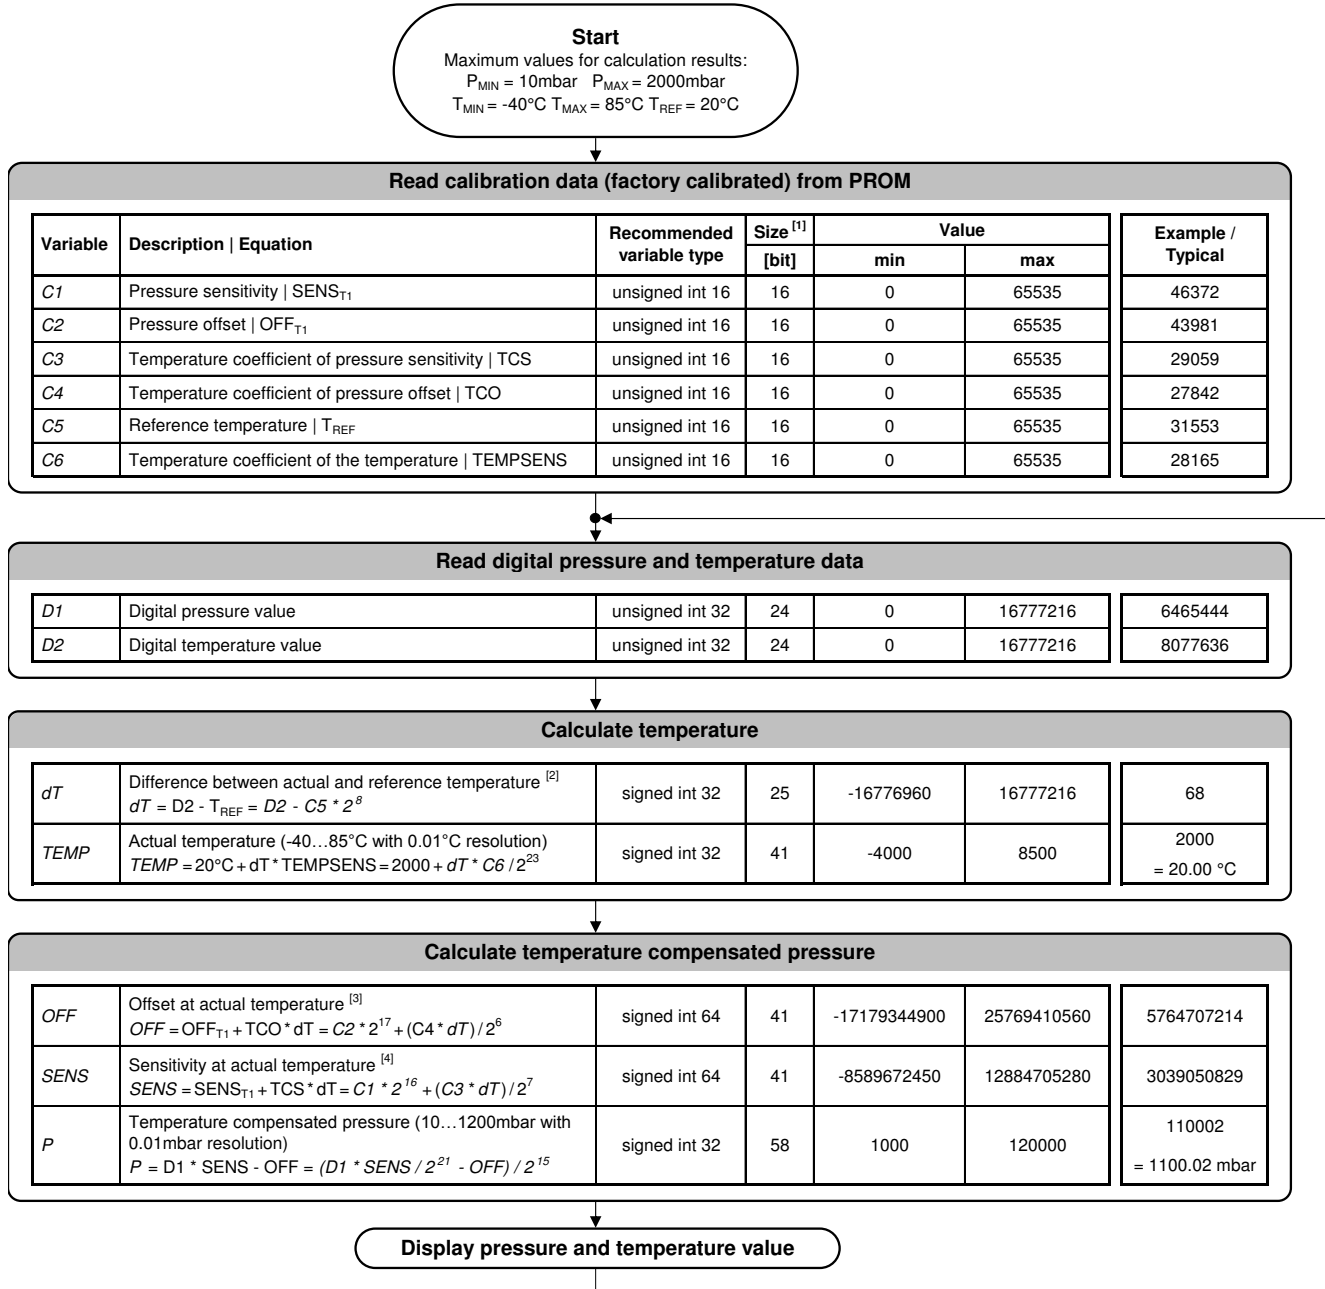 Start
Maximum values for calculation results:
PMIN = 10mbar PMAX = 2000mbar
TMIN = -40°C TMAX = 85°C TREF = 20°C
Read calibration data (factory calibrated) from PROM
Variable Description | Equation Recommended variable type Size [1] [bit] Value min max Example / Typical
C1 Pressure sensitivity | SENST1 unsigned int 16 16 0 65535 46372
C2 Pressure offset | OFFT1 unsigned int 16 16 0 65535 43981
C3 Temperature coefficient of pressure sensitivity | TCS unsigned int 16 16 0 65535 29059
C4 Temperature coefficient of pressure offset | TCO unsigned int 16 16 0 65535 27842
C5 Reference temperature | TREF unsigned int 16 16 0 65535 31553
C6 Temperature coefficient of the temperature | TEMPSENS unsigned int 16 16 0 65535 28165
Read digital pressure and temperature data
D1 Digital pressure value unsigned int 32 24 0 16777216 6465444
D2 Digital temperature value unsigned int 32 24 0 16777216 8077636
Calculate temperature
Difference between actual and reference temperature [2]
dT dT = D2 - TREF = D2 - C5 * 2^8 signed int 32 25 -16776960 16777216 68
Actual temperature (-40…85°C with 0.01°C resolution)
TEMP TEMP = 20°C + dT * TEMPSENS = 2000 + dT * C6 / 2^23 signed int 32 41 -4000 8500 2000
= 20.00 °C
Calculate temperature compensated pressure
Offset at actual temperature [3]
OFF OFF = OFFT1 + TCO * dT = C2 * 2^17 + (C4 * dT) / 2^6 signed int 64 41 -17179344900 25769410560 5764707214
Sensitivity at actual temperature [4]
SENS SENS = SENST1 + TCS * dT = C1 * 2^16 + (C3 * dT) / 2^7 signed int 64 41 -8589672450 12884705280 3039050829
Temperature compensated pressure (10…1200mbar with
0.01mbar resolution)
P P = D1 * SENS - OFF = (D1 * SENS / 2^21 - OFF) / 2^15 signed int 32 58 1000 120000 110002
= 1100.02 mbar
Display pressure and temperature value